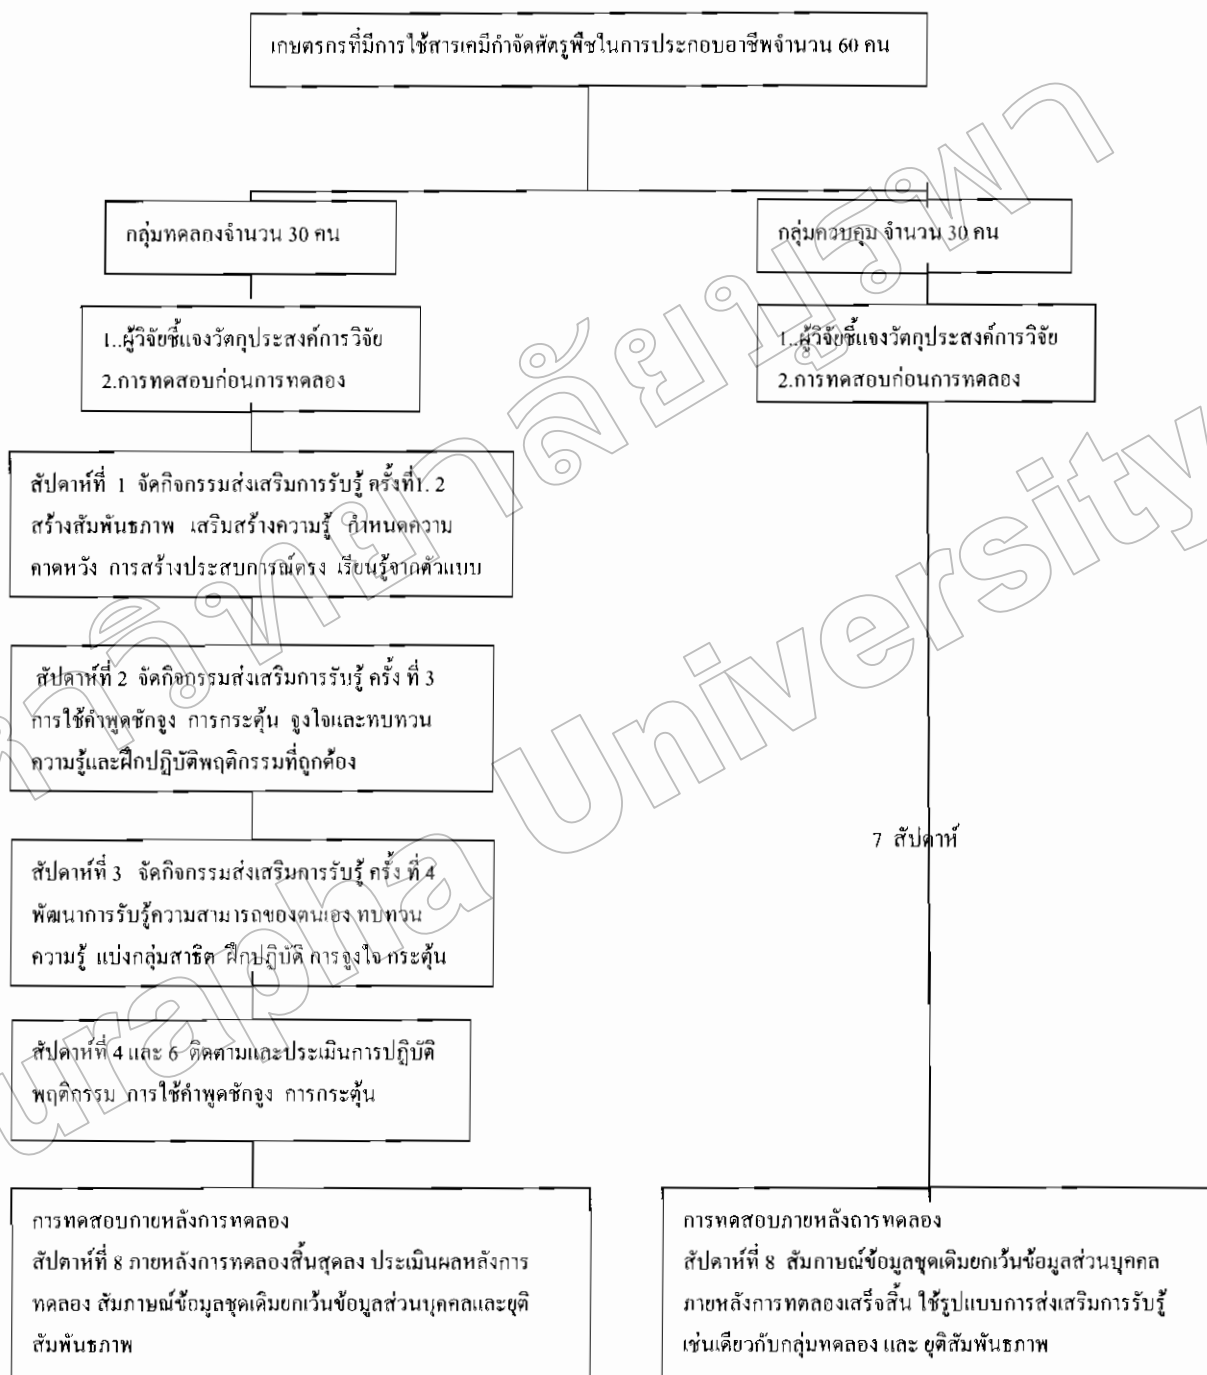 เกษตรกรที่มีการใช้สารเคมีกำจัดศัตรูพืชในการประกอบอาชีพจำนวน 60 คน
กลุ่มทดลองจำนวน 30 คน
กลุ่มควบคุม จำนวน 30 คน
1..ผู้วิจัยชี้แจงวัตถุประสงค์การวิจัย
2.การทดสอบก่อนการทดลอง
1..ผู้วิจัยชี้แจงวัตถุประสงค์การวิจัย
2.การทดสอบก่อนการทดลอง
สัปดาห์ที่ 1 จัดกิจกรรมส่งเสริมการรับรู้ ครั้งที่1. 2
สร้างสัมพันธภาพ เสริมสร้างความรู้ กำหนดความ
คาดหวัง การสร้างประสบการณ์ตรง เรียนรู้จากตัวแบบ
สัปดาห์ที่ 2 จัดกิจกรรมส่งเสริมการรับรู้ ครั้ง ที่ 3
การใช้คำพูดชักจูง การกระตุ้น จูงใจและทบทวน
ความรู้และฝึกปฏิบัติพฤติกรรมที่ถูกต้อง
7 สัปดาห์
สัปดาห์ที่ 3 จัดกิจกรรมส่งเสริมการรับรู้ ครั้ง ที่ 4
พัฒนาการรับรู้ความสามารถของตนเอง ทบทวน
ความรู้ แบ่งกลุ่มสาธิต ฝึกปฏิบัติ การจูงใจ กระตุ้น
สัปดาห์ที่ 4 และ 6 ติดตามและประเมินการปฏิบัติ
พฤติกรรม การใช้คำพูดชักจูง การกระตุ้น
การทดสอบภายหลังการทดลอง
สัปดาห์ที่ 8 ภายหลังการทดลองสิ้นสุดลง ประเมินผลหลังการ
ทดลอง สัมภาษณ์ข้อมูลชุดเดิมยกเว้นข้อมูลส่วนบุคคลและยุติ
สัมพันธภาพ
การทดสอบภายหลังการทดลอง
สัปดาห์ที่ 8 สัมภาษณ์ข้อมูลชุดเดิมยกเว้นข้อมูลส่วนบุคคล
ภายหลังการทดลองเสร็จสิ้น ใช้รูปแบบการส่งเสริมการรับรู้
เช่นเดียวกับกลุ่มทดลอง และ ยุติสัมพันธภาพ
หาวิทยาลัยบูรพา
urapha University